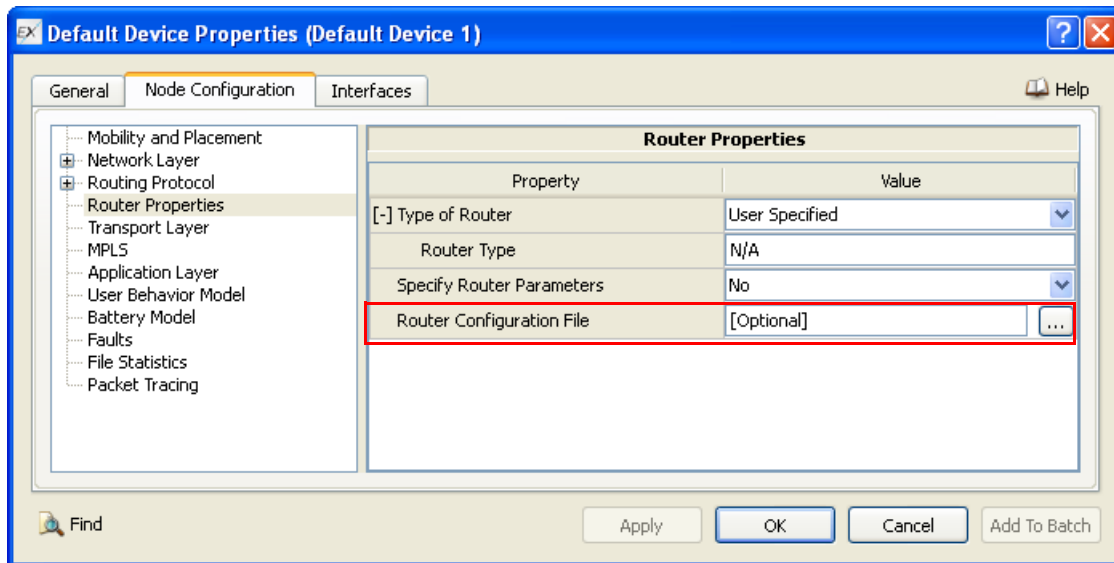 EX Default Device Properties (Default Device 1)
?
General Node Configuration Interfaces Help
Mobility and Placement
Network Layer
Routing Protocol
Router Properties
Transport Layer
MPLS
Application Layer
User Behavior Model
Battery Model
Faults
File Statistics
Packet Tracing
Router Properties
Property Value
[-] Type of Router User Specified
Router Type N/A
Specify Router Parameters No
Router Configuration File [Optional] ...
Find Apply OK Cancel Add To Batch